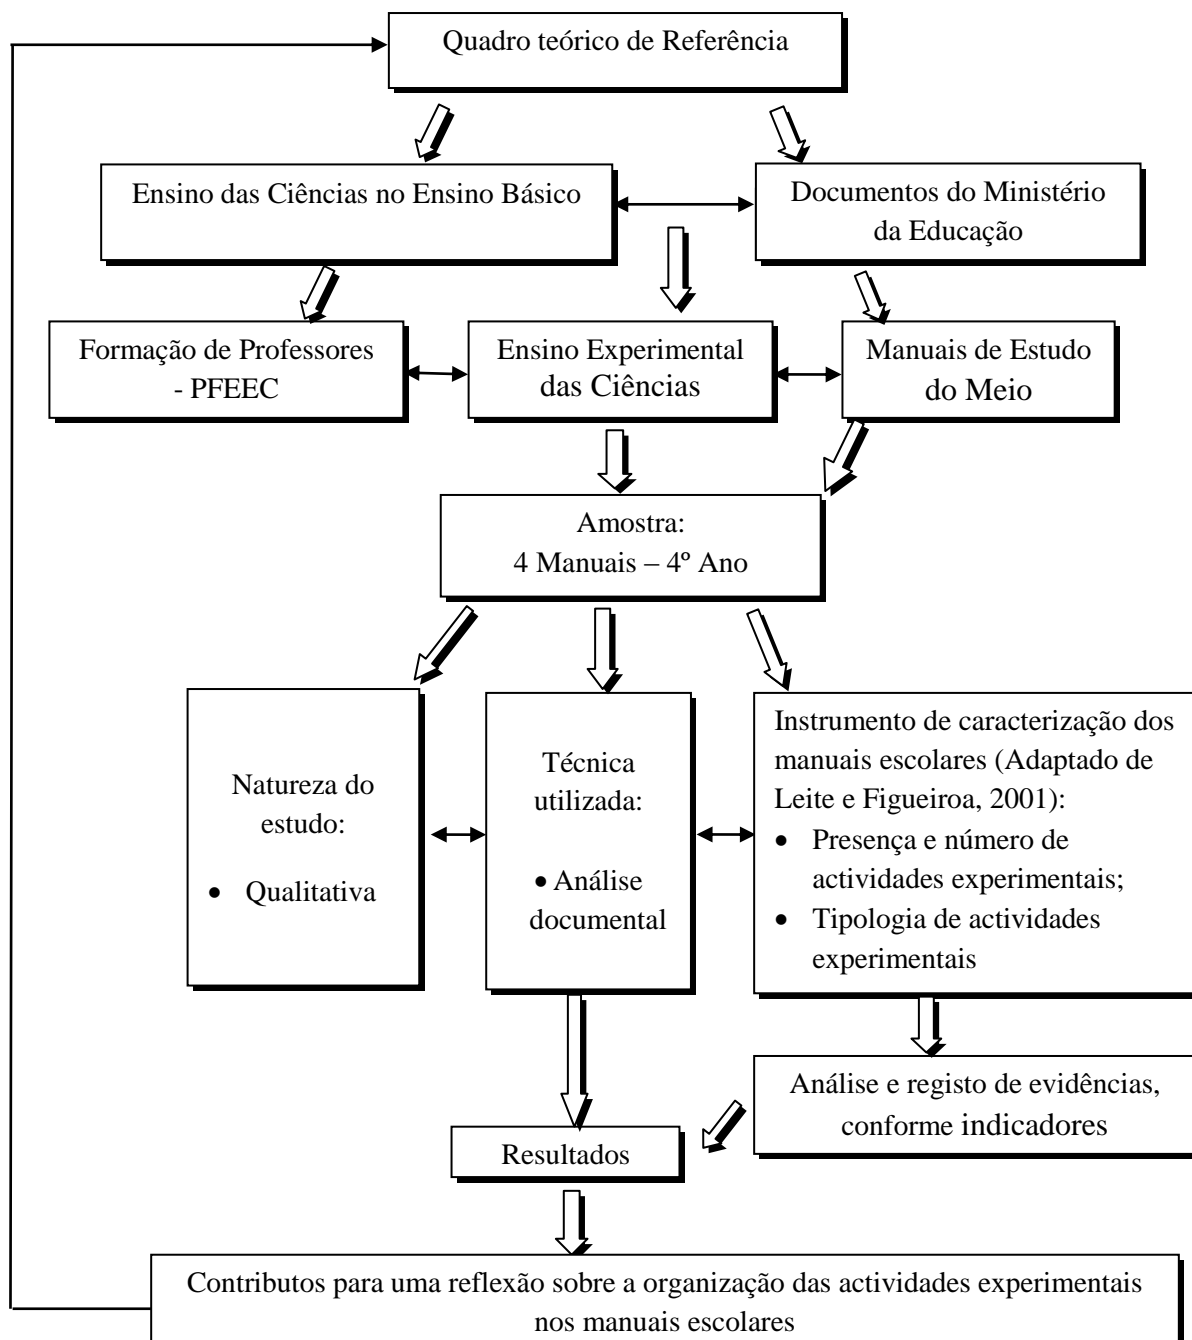 Quadro teórico de Referência
Ensino das Ciências no Ensino Básico
Documentos do Ministério
da Educação
Formação de Professores
- PFEEC
Ensino Experimental
das Ciências
Manuais de Estudo
do Meio
Amostra:
4 Manuais – 4º Ano
Natureza do
estudo:
• Qualitativa
Técnica
utilizada:
• Análise
documental
Instrumento de caracterização dos
manuais escolares (Adaptado de
Leite e Figueiroa, 2001):
• Presença e número de
actividades experimentais;
• Tipologia de actividades
experimentais
Análise e registo de evidências,
conforme indicadores
Resultados
Contributos para uma reflexão sobre a organização das actividades experimentais
nos manuais escolares